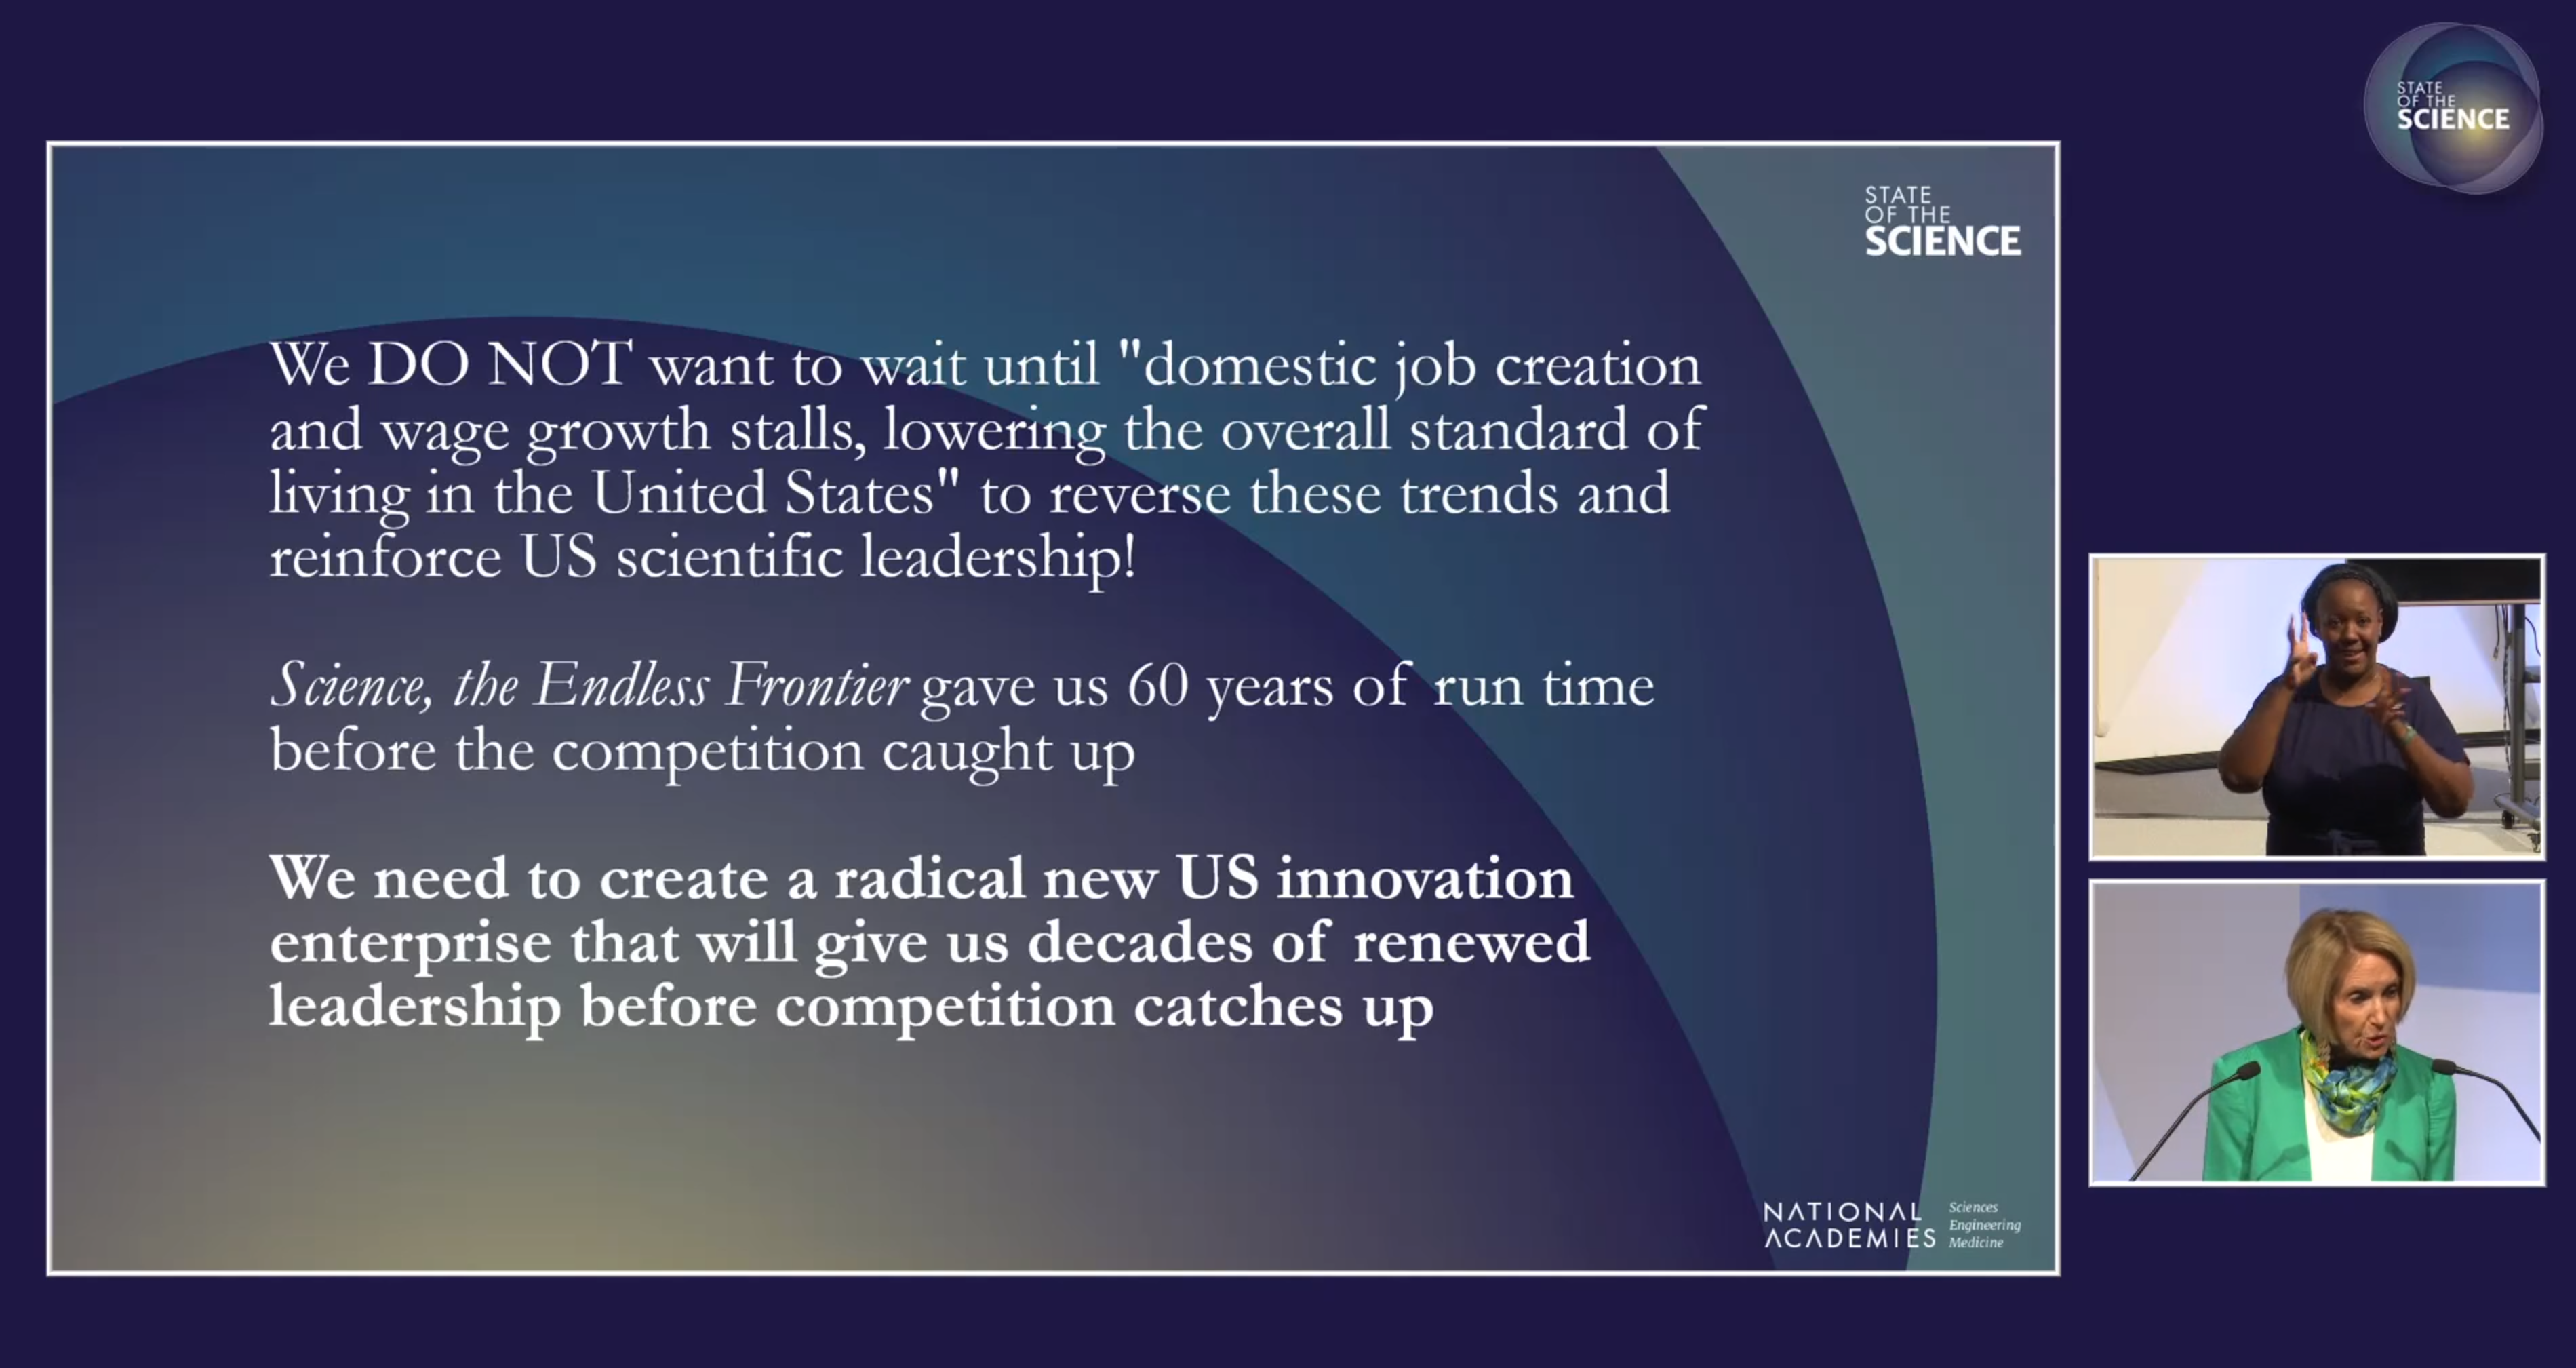 STATE
OF THE
SCIENCE
STATE
OF THE
SCIENCE
We DO NOT want to wait until "domestic job creation
and wage growth stalls, lowering the overall standard of
living in the United States" to reverse these trends and
reinforce US scientific leadership!
Science, the Endless Frontier gave us 60 years of run time
before the competition caught up
We need to create a radical new US innovation
enterprise that will give us decades of renewed
leadership before competition catches up
NATIONAL
ACADEMIES
Sciences
Engineering
Medicine